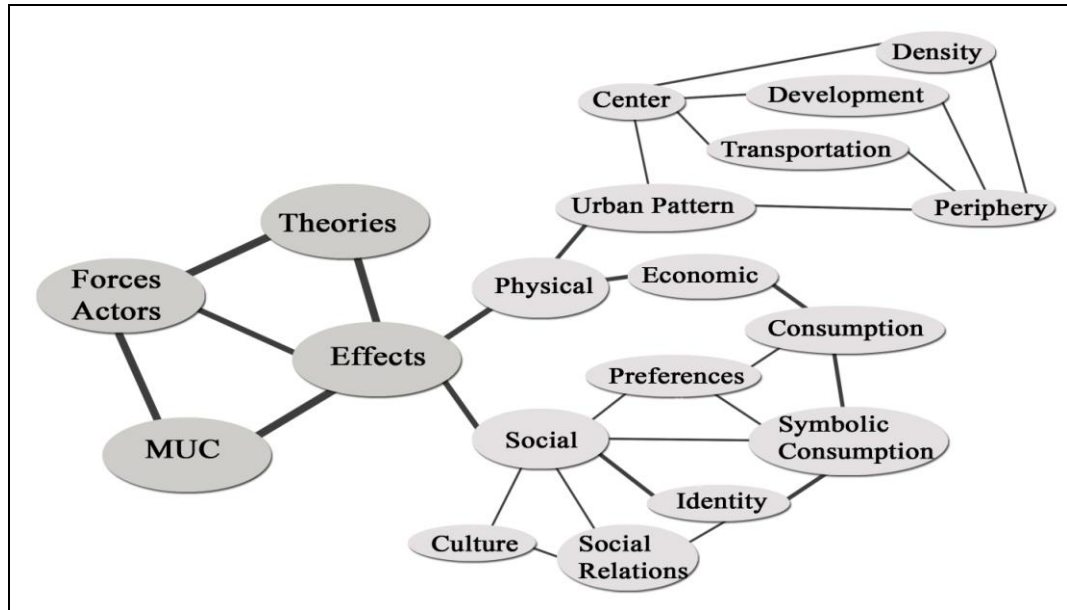 Density
Center
Development
Transportation
Theories
Urban Pattern
Periphery
Forces
Actors
Physical
Economic
Effects
Consumption
Preferences
MUC
Social
Symbolic
Consumption
Identity
Culture
Social
Relations